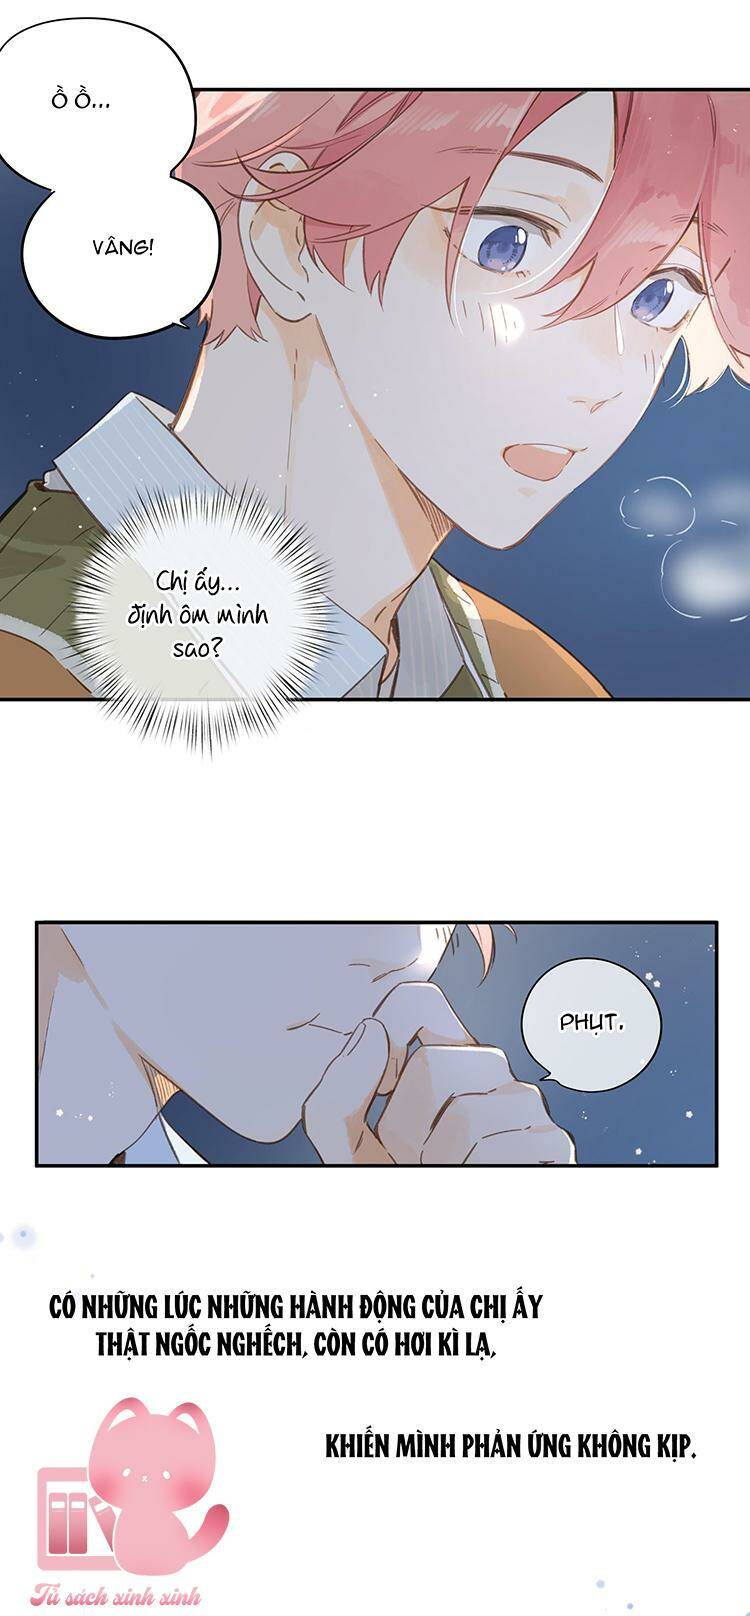 Ồ Ồ...
VÂNG!
Chị ấy...
định ôm mình
sao?
PHỤT.
CÓ NHỮNG LÚC NHỮNG HÀNH ĐỘNG CỦA CHỊ ẤY
THẬT NGỐC NGHẾCH, CÒN CÓ HƠI KÌ LẠ,
KHIẾN MÌNH PHẢN ỨNG KHÔNG KỊP.
Tủ sách xinh xinh